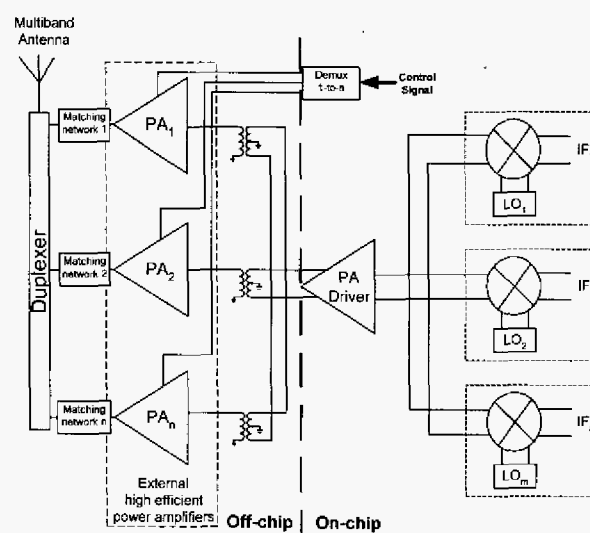 Multiband
Antenna
Duplexer
Matching
network 1
PA1
Demux
1-to-n
Control
Signal
IF
LO1
Matching
network 2
PA2
PA
Driver
IF
LO2
Matching
network n
PAn
IF
LOm
External
high efficient
power amplifiers
Off-chip
On-chip